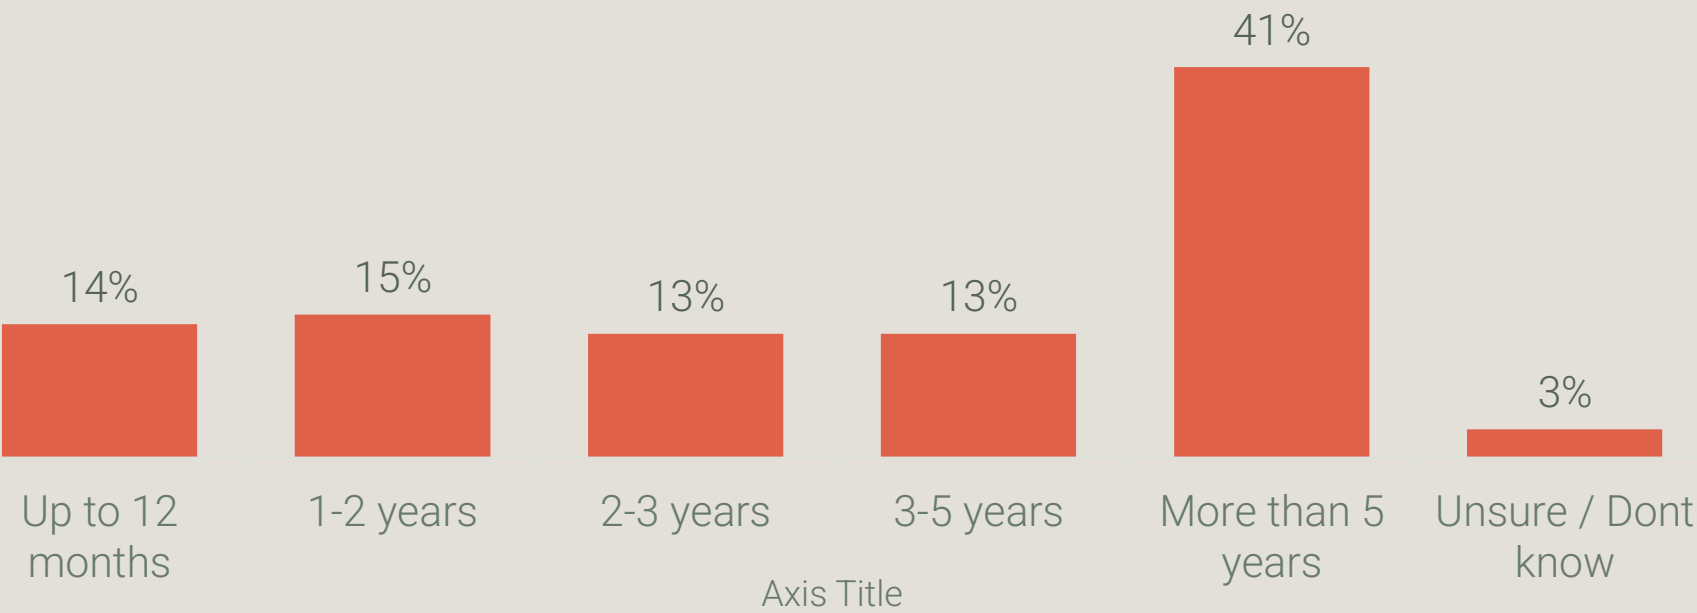 41%
14%
15%
13%
13%
3%
Up to 12
months
1-2 years
2-3 years
3-5 years
More than 5
years
Unsure / Dont
know
Axis Title